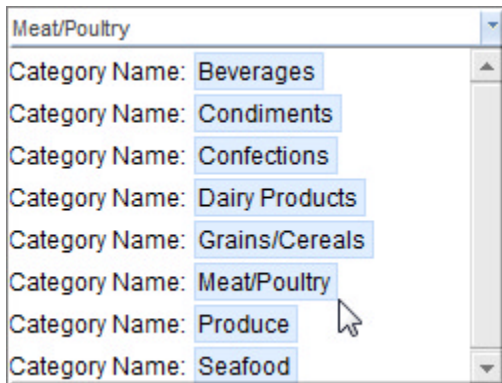 Meat/Poultry
Category Name: Beverages
Category Name: Condiments
Category Name: Confections
Category Name: Dairy Products
Category Name: Grains/Cereals
Category Name: Meat/Poultry
Category Name: Produce
Category Name: Seafood